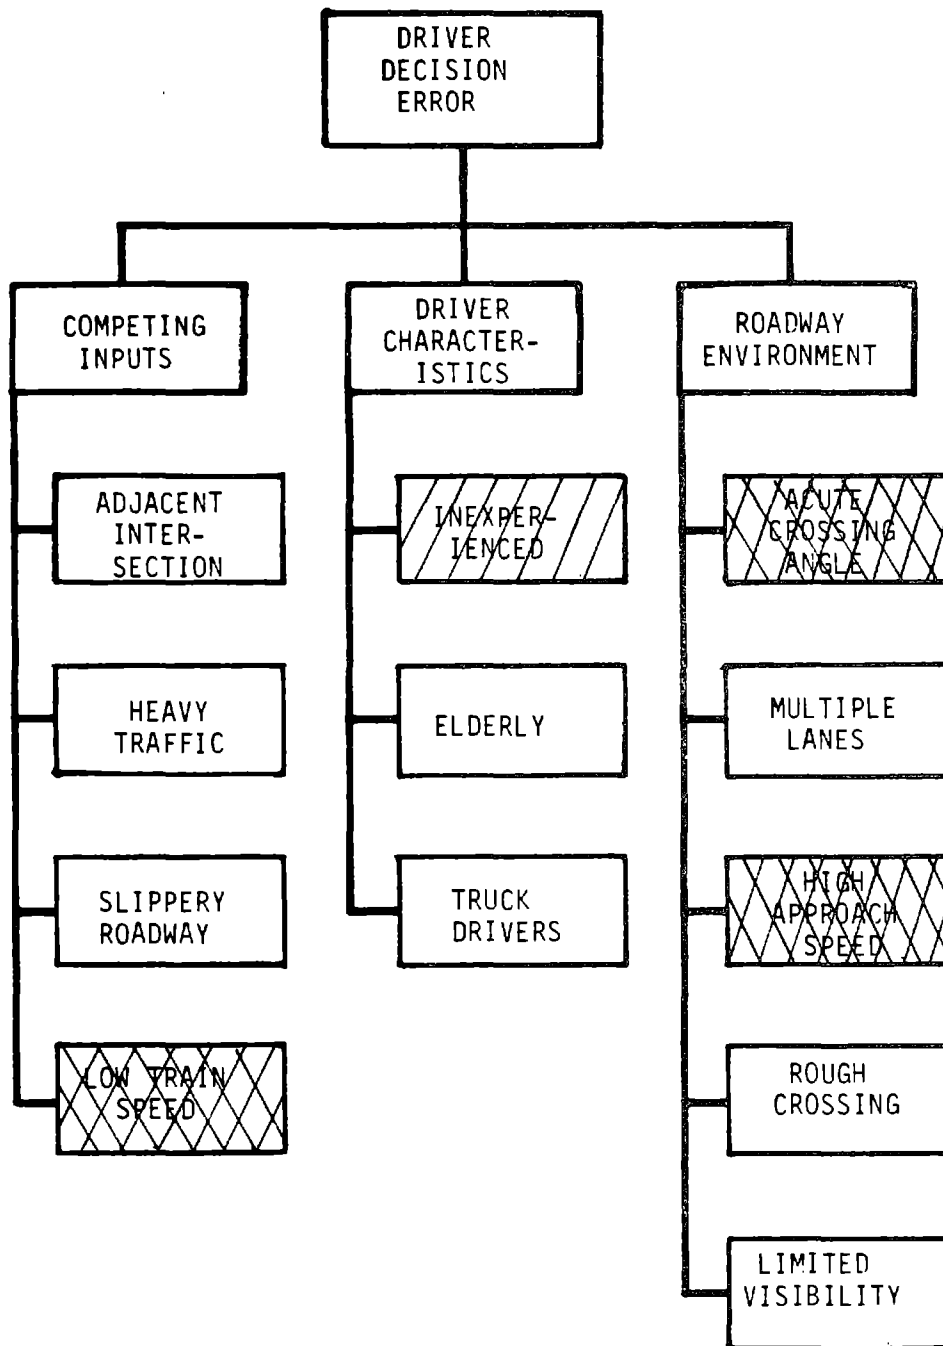 DRIVER
DECISION
ERROR
COMPETING
INPUTS
DRIVER
CHARACTER-
ISTICS
ROADWAY
ENVIRONMENT
ADJACENT
INTER-
SECTION
INEXPER-
IENCED
ACUTE
CROSSING
ANGLE
HEAVY
TRAFFIC
ELDERLY
MULTIPLE
LANES
SLIPPERY
ROADWAY
TRUCK
DRIVERS
HIGH
APPROACH
SPEED
LOW TRAIN
SPEED
ROUGH
CROSSING
LIMITED
VISIBILITY